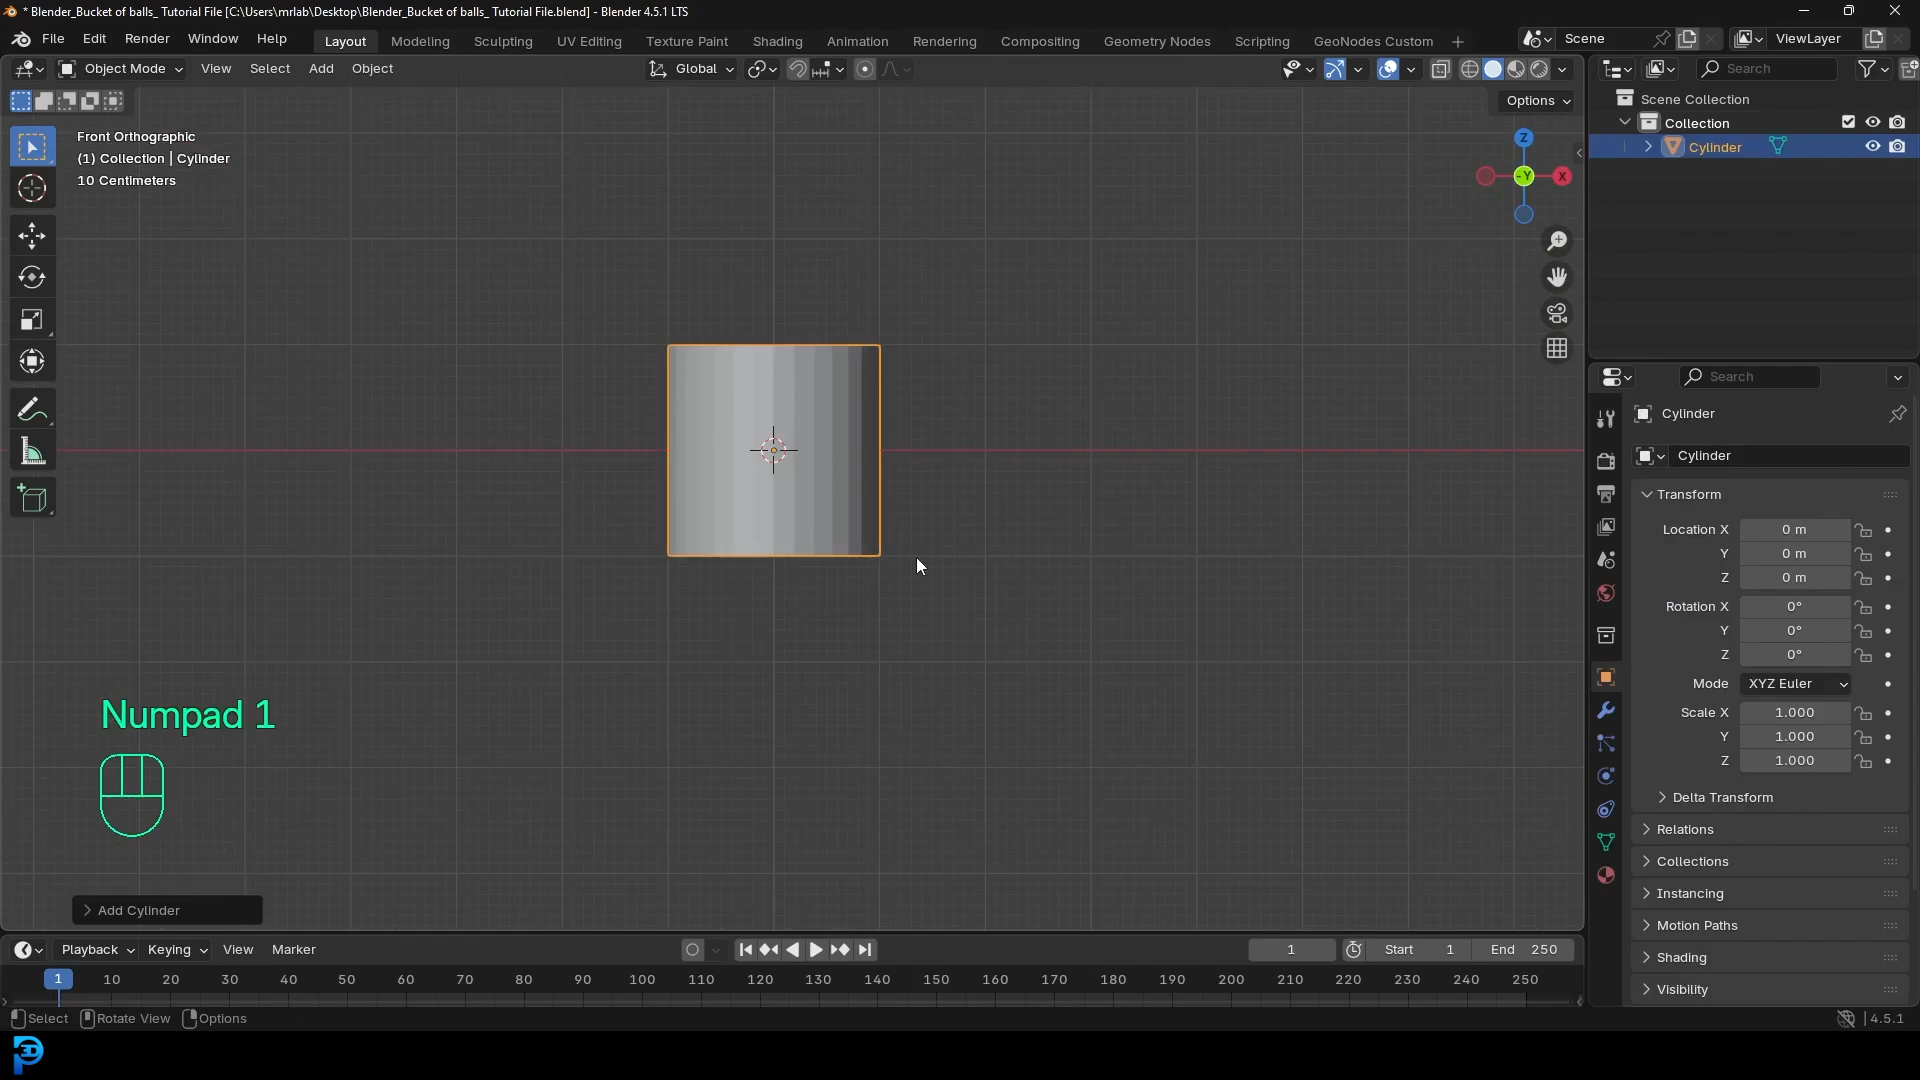 * Blender_Bucket of balls_ Tutorial File [C:\Users\mrlab\Desktop\Blender_Bucket of balls_ Tutorial File.blend] - Blender 4.5.1 LTS
File Edit Render Window Help Layout Modeling Sculpting UV Editing Texture Paint Shading Animation Rendering Compositing Geometry Nodes Scripting GeoNodes Custom + Scene ViewLayer
Object Mode View Select Add Object Global Search
Options
Front Orthographic
(1) Collection | Cylinder
10 Centimeters
Z
-Y
X
Scene Collection
Collection
Cylinder
Search
Cylinder
Cylinder
Transform
Location X 0 m
Y 0 m
Z 0 m
Rotation X 0°
Y 0°
Z 0°
Mode XYZ Euler
Scale X 1.000
Y 1.000
Z 1.000
Delta Transform
Relations
Collections
Instancing
Motion Paths
Shading
Visibility
Numpad 1
Add Cylinder
Playback Keying View Marker 1 Start 1 End 250
1 10 20 30 40 50 60 70 80 90 100 110 120 130 140 150 160 170 180 190 200 210 220 230 240 250
Select Rotate View Options 4.5.1
3D